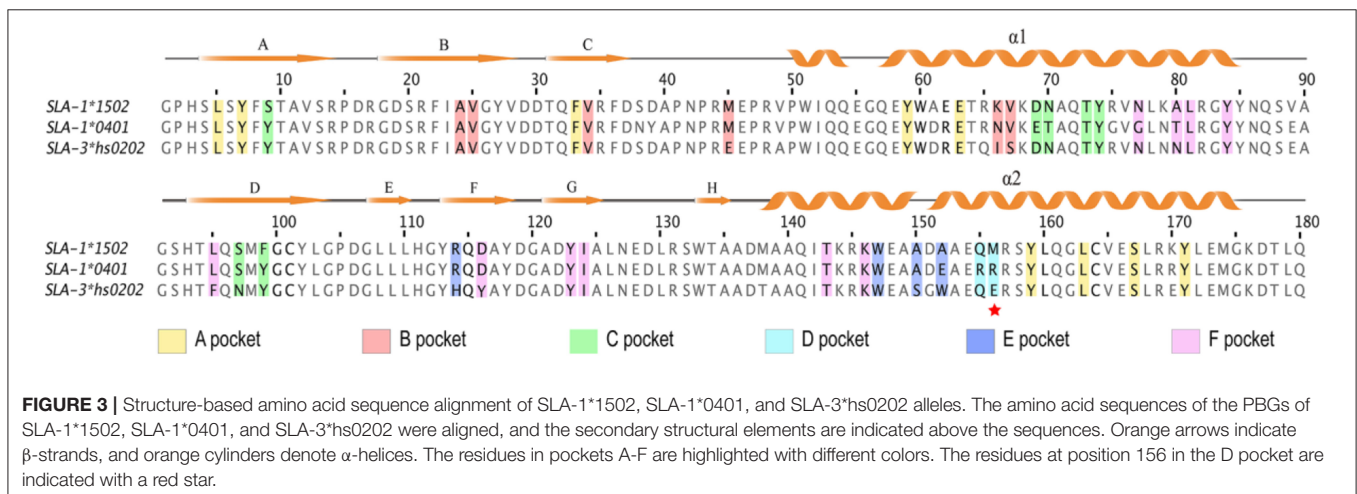 A B C α1
10 20 30 40 50 60 70 80 90
SLA-1*1502 GPHSLSYFSTAVSRPDRGDSRFIAVGYVDDTQFVRFDSDAPNPRMEPRVPWIQQEGQEYWAEETRKVKDNAQTYRVNLKALRGYYNQSVA
SLA-1*0401 GPHSLSYFYTAVSRPDRGDSRFIAVGYVDDTQFVRFDNYAPNPRMEPRVPWIQQEGQEYWDRETRNVKETAQTYGVGLNTLRGYYNQSEA
SLA-3*hs0202 GPHSLSYFYTAVSRPDRGDSRFIAVGYVDDTQFVRFDSDAPNPREEPRVPWIQQEGQEYWDRETQISKDNAQTYRVNLNNLRGYYNQSEA
D E F G H α2
100 110 120 130 140 150 160 170 180
SLA-1*1502 GSHTLQSMFGCYLGPDGLLLHGYRQDAYDGADYIALNEDLRSWTAADMAAQITKRKWEAADAAEQMRSYLQGLCVESLRKYLEMGKDTLQ
SLA-1*0401 GSHTLQSMYGCYLGPDGLLLHGYRQDAYDGADYIALNEDLRSWTAADTAAQITKRKWEAADEAERRRSYLQGLCVESLRRYLEMGKDTLQ
SLA-3*hs0202 GSHTFQNMYGCYLGPDGLLLHGYHQYAYDGADYIALNEDLRSWTAADTAAQITKRKWEASGWAEQERSYLQGLCVESLREYLEMGKDTLQ
A pocket B pocket C pocket D pocket E pocket F pocket
FIGURE 3 | Structure-based amino acid sequence alignment of SLA-1*1502, SLA-1*0401, and SLA-3*hs0202 alleles. The amino acid sequences of the PBGs of
SLA-1*1502, SLA-1*0401, and SLA-3*hs0202 were aligned, and the secondary structural elements are indicated above the sequences. Orange arrows indicate
β-strands, and orange cylinders denote α-helices. The residues in pockets A-F are highlighted with different colors. The residues at position 156 in the D pocket are
indicated with a red star.